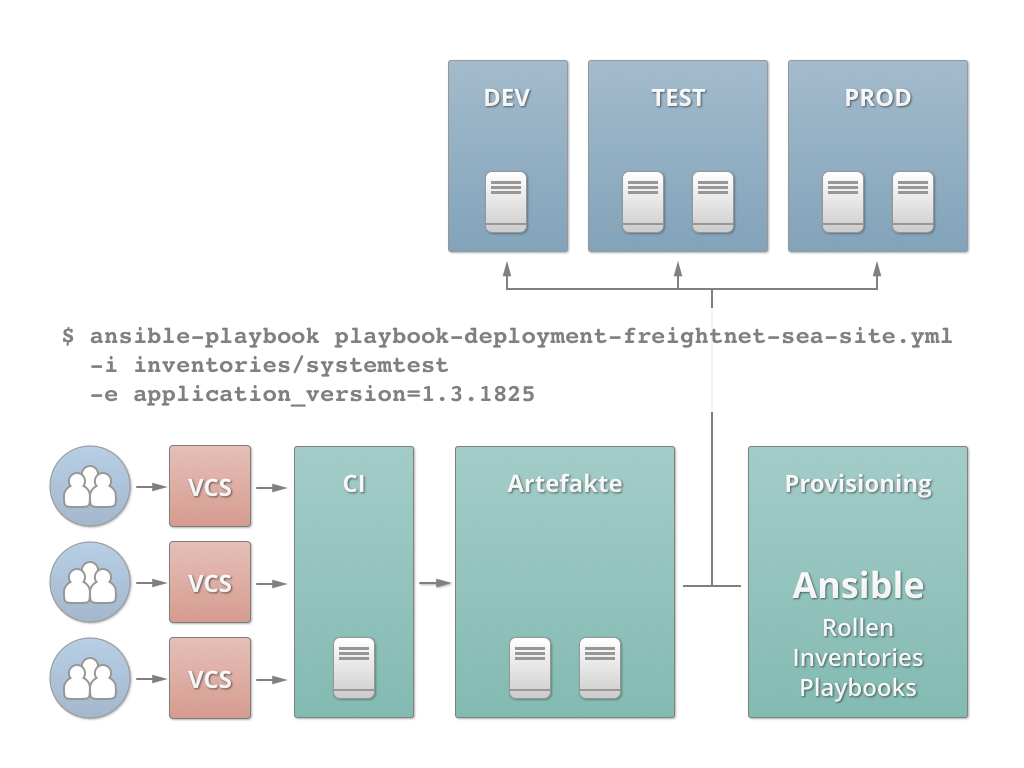 DEV
TEST
PROD
$ ansible-playbook playbook-deployment-freightnet-sea-site.yml
-i inventories/systemtest
-e application_version=1.3.1825
VCS
CI
Artefakte
Provisioning
VCS
Ansible
Rollen
Inventories
VCS
Playbooks